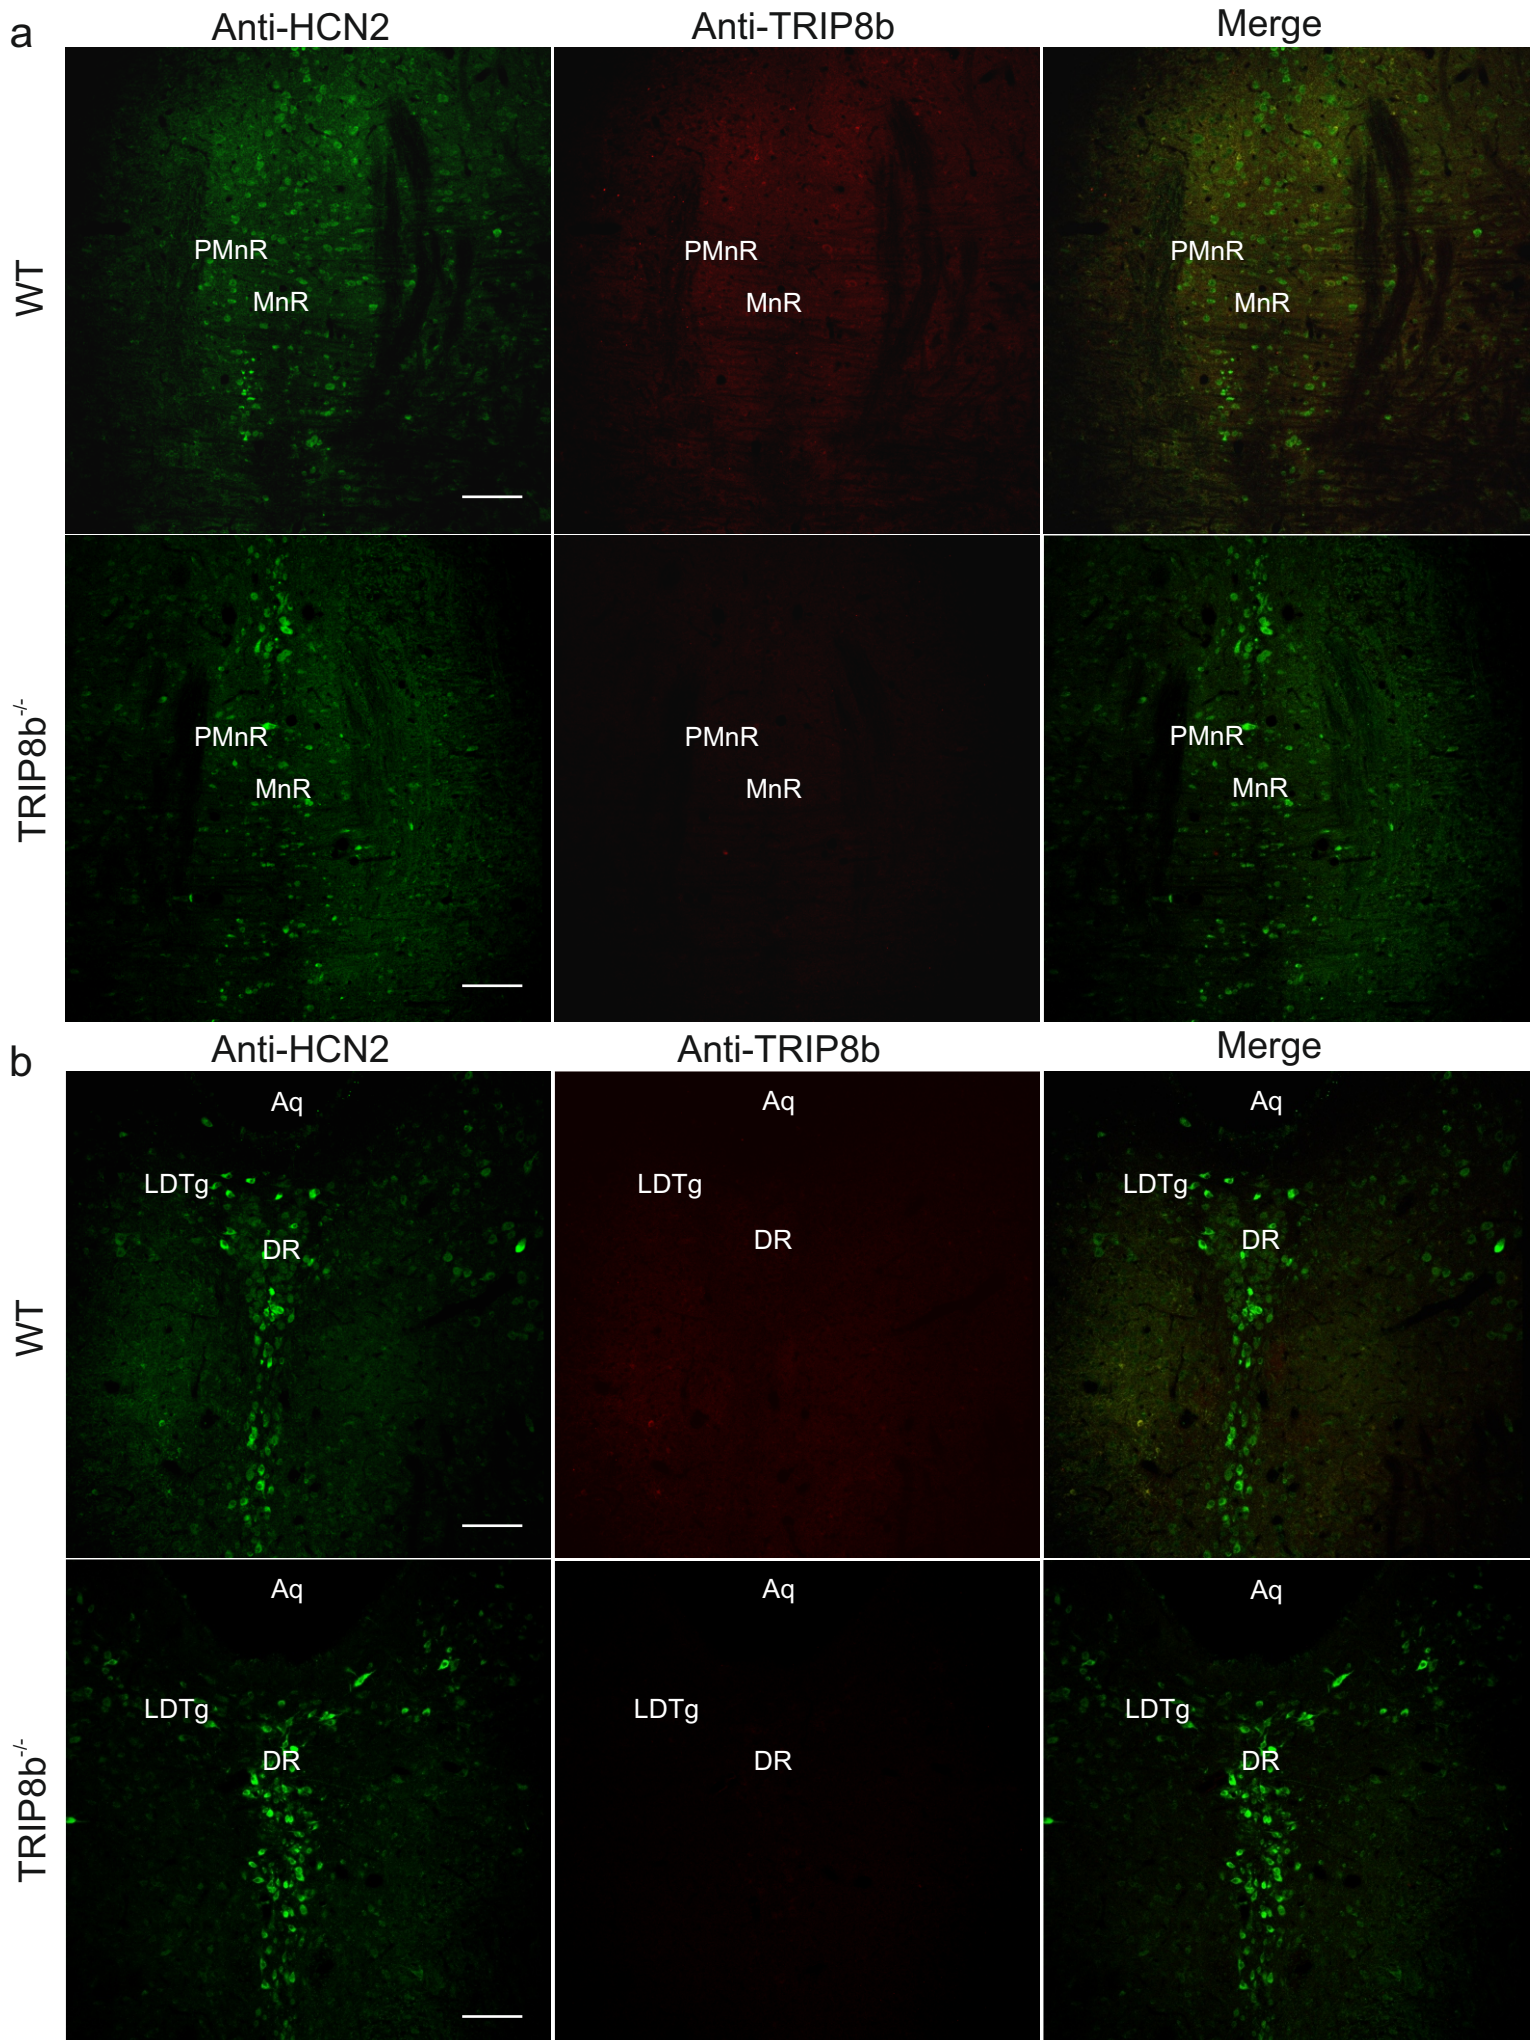 a
Anti-HCN2 Anti-TRIP8b Merge
WT
PMnR PMnR PMnR
MnR MnR MnR
TRIP8b-/-
PMnR PMnR PMnR
MnR MnR MnR
b
Anti-HCN2 Anti-TRIP8b Merge
WT
Aq Aq Aq
LDTg LDTg LDTg
DR DR DR
TRIP8b-/-
Aq Aq Aq
LDTg LDTg LDTg
DR DR DR